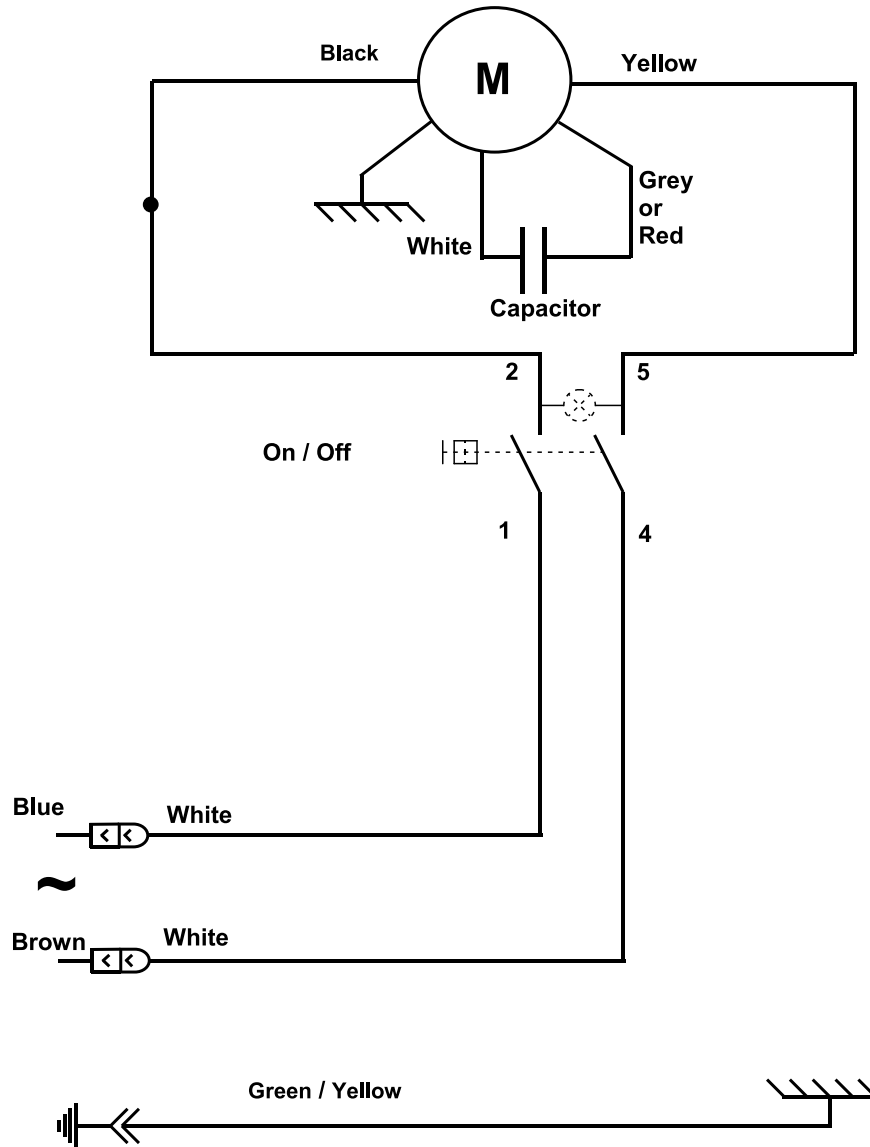 Black
M
Yellow
Grey
or
Red
White
Capacitor
2
5
On / Off
1
4
Blue
White
~
Brown
White
Green / Yellow